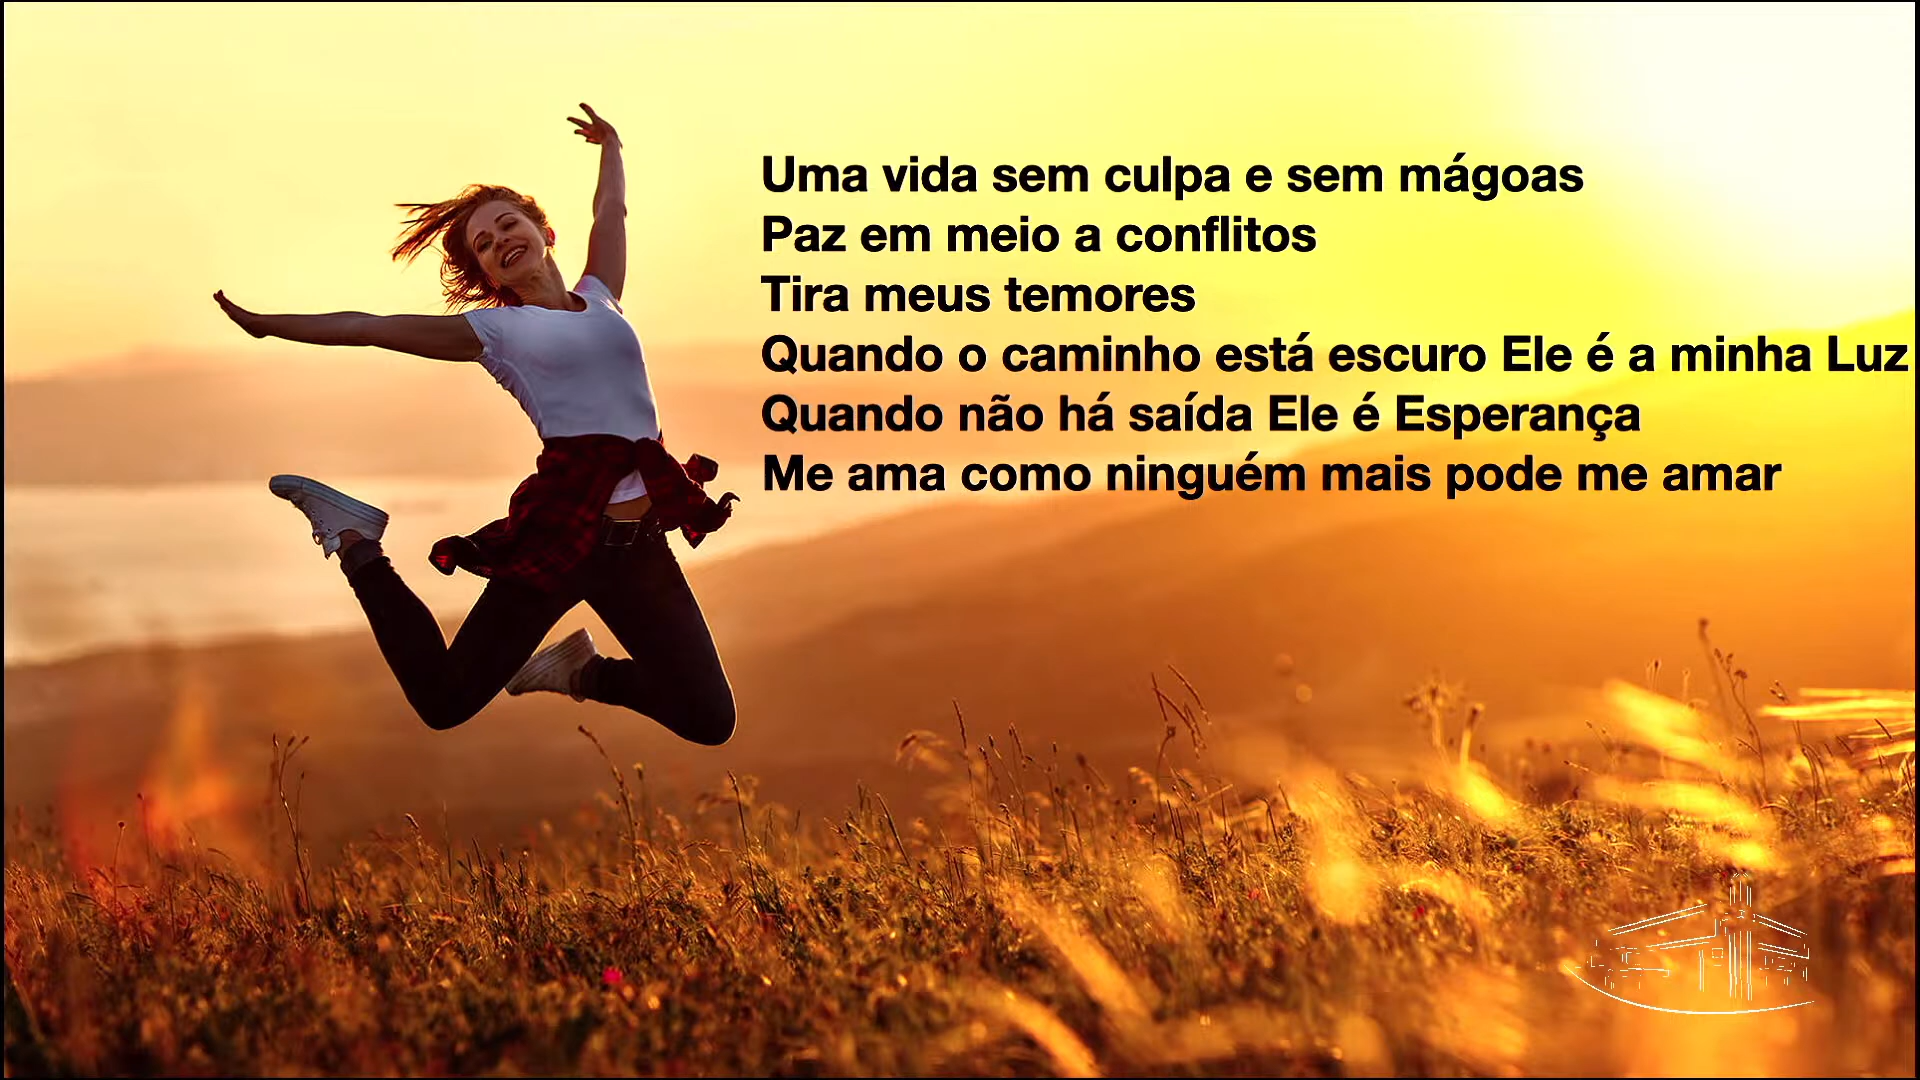 Uma vida sem culpa e sem mágoas
Paz em meio a conflitos
Tira meus temores
Quando o caminho está escuro Ele é a minha Luz
Quando não há saída Ele é Esperança
Me ama como ninguém mais pode me amar